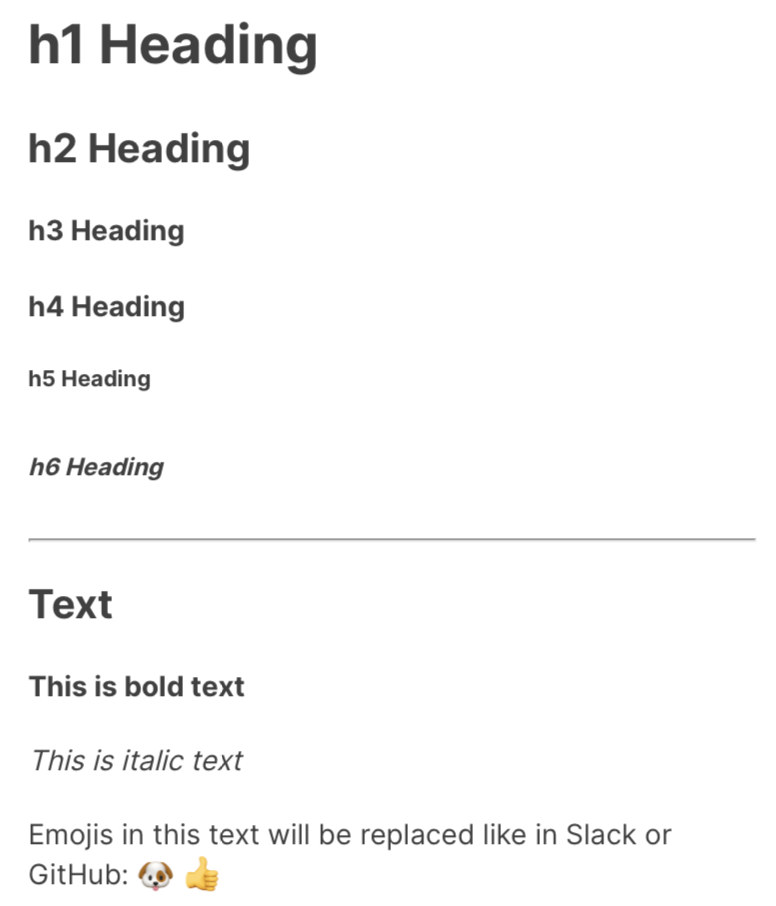 h1 Heading
h2 Heading
h3 Heading
h4 Heading
h5 Heading
h6 Heading
Text
This is bold text
This is italic text
Emojis in this text will be replaced like in Slack or
GitHub: 🐶 👍